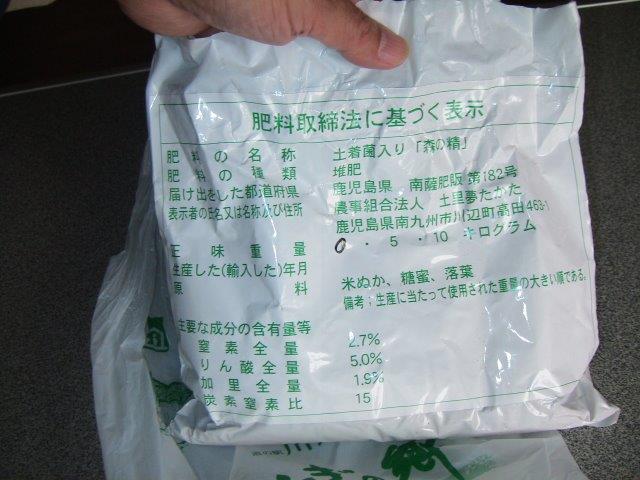 肥料取締法に基づく表示
肥料の名称 土着菌入り「森の精」
肥料の種類 堆肥
届け出をした都道府県 鹿児島県 南薩肥販 第182号
表示者の氏名又は名称及び住所 農事組合法人 土里夢たかた
鹿児島県南九州市川辺町高田463-1
正味重量 ・5・10 キログラム
生産した(輸入した)年月
原料 米ぬか、糖蜜、落葉
備考；生産に当たって使用された重量の大きい順である。
主要な成分の含有量等
窒素全量 2.7%
りん酸全量 5.0%
加里全量 1.9%
炭素窒素比 15
道の駅